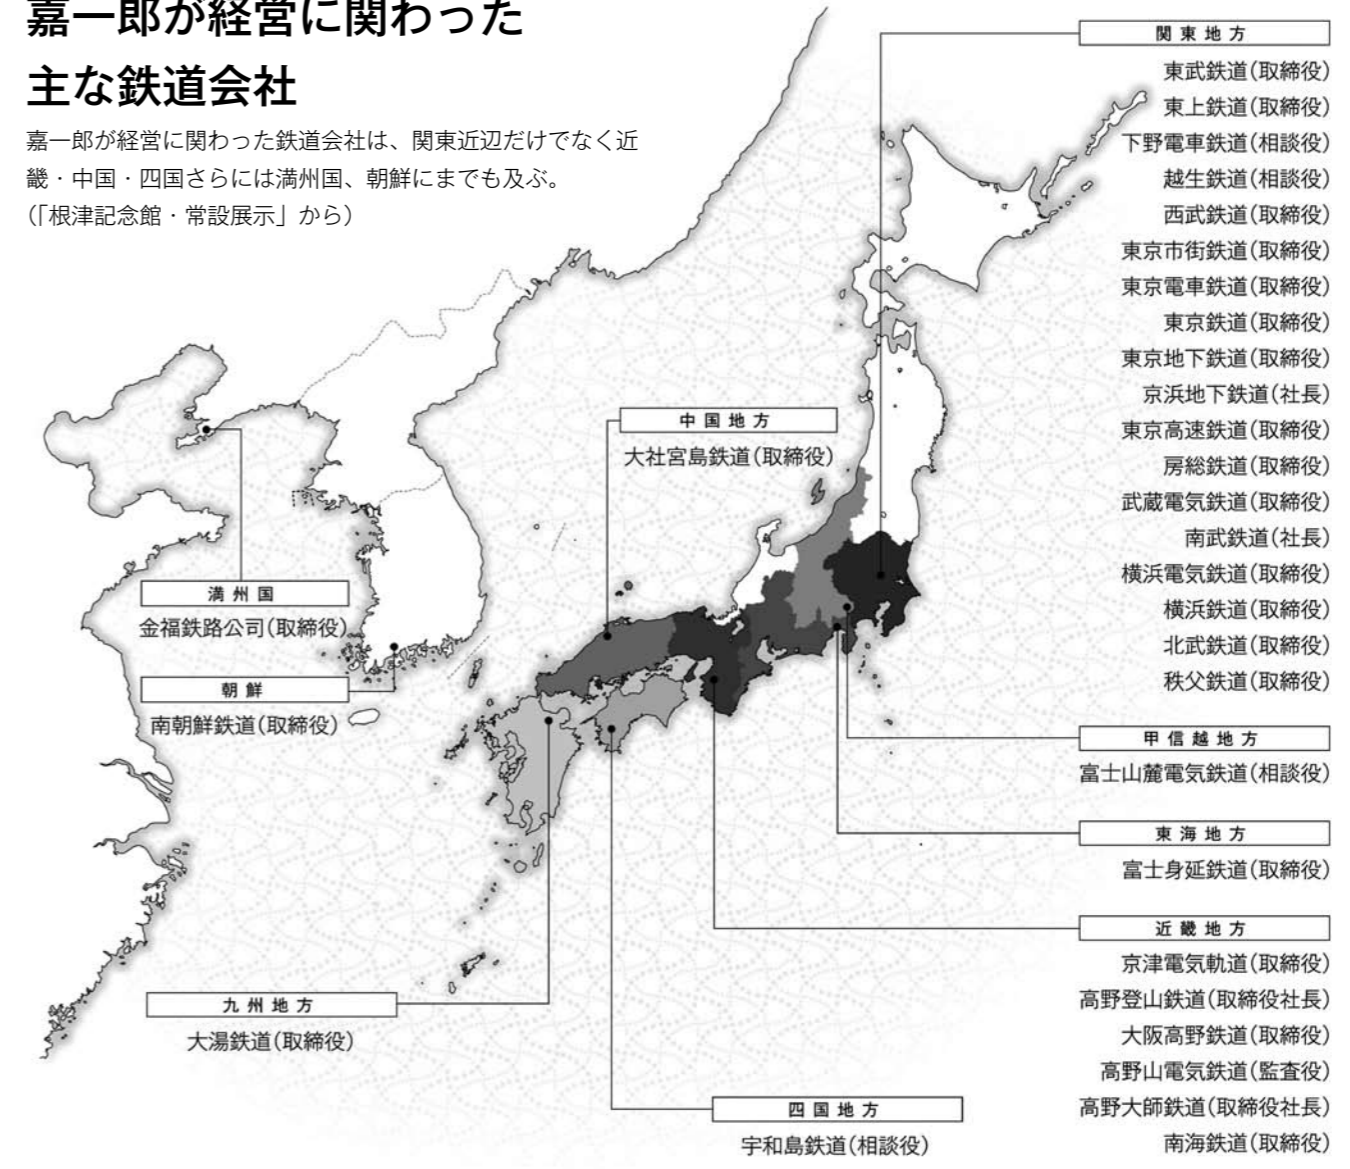 嘉一郎が経営に関わった
主な鉄道会社
嘉一郎が経営に関わった鉄道会社は、関東近辺だけでなく近
畿・中国・四国さらには満州国、朝鮮にまでも及ぶ。
(「根津記念館・常設展示」から)
関東地方
東武鉄道(取締役)
東上鉄道(取締役)
下野電車鉄道(相談役)
越生鉄道(相談役)
西武鉄道(取締役)
東京市街鉄道(取締役)
東京電車鉄道(取締役)
東京鉄道(取締役)
東京地下鉄道(取締役)
京浜地下鉄道(社長)
東京高速鉄道(取締役)
房総鉄道(取締役)
武蔵電気鉄道(取締役)
南武鉄道(社長)
横浜電気鉄道(取締役)
横浜鉄道(取締役)
北武鉄道(取締役)
秩父鉄道(取締役)
甲信越地方
富士山麓電気鉄道(相談役)
東海地方
富士身延鉄道(取締役)
近畿地方
京津電気軌道(取締役)
高野登山鉄道(取締役社長)
大阪高野鉄道(取締役)
高野山電気鉄道(監査役)
高野大師鉄道(取締役社長)
南海鉄道(取締役)
中国地方
大社宮島鉄道(取締役)
満州国
金福鉄路公司(取締役)
朝鮮
南朝鮮鉄道(取締役)
九州地方
大湯鉄道(取締役)
四国地方
宇和島鉄道(相談役)